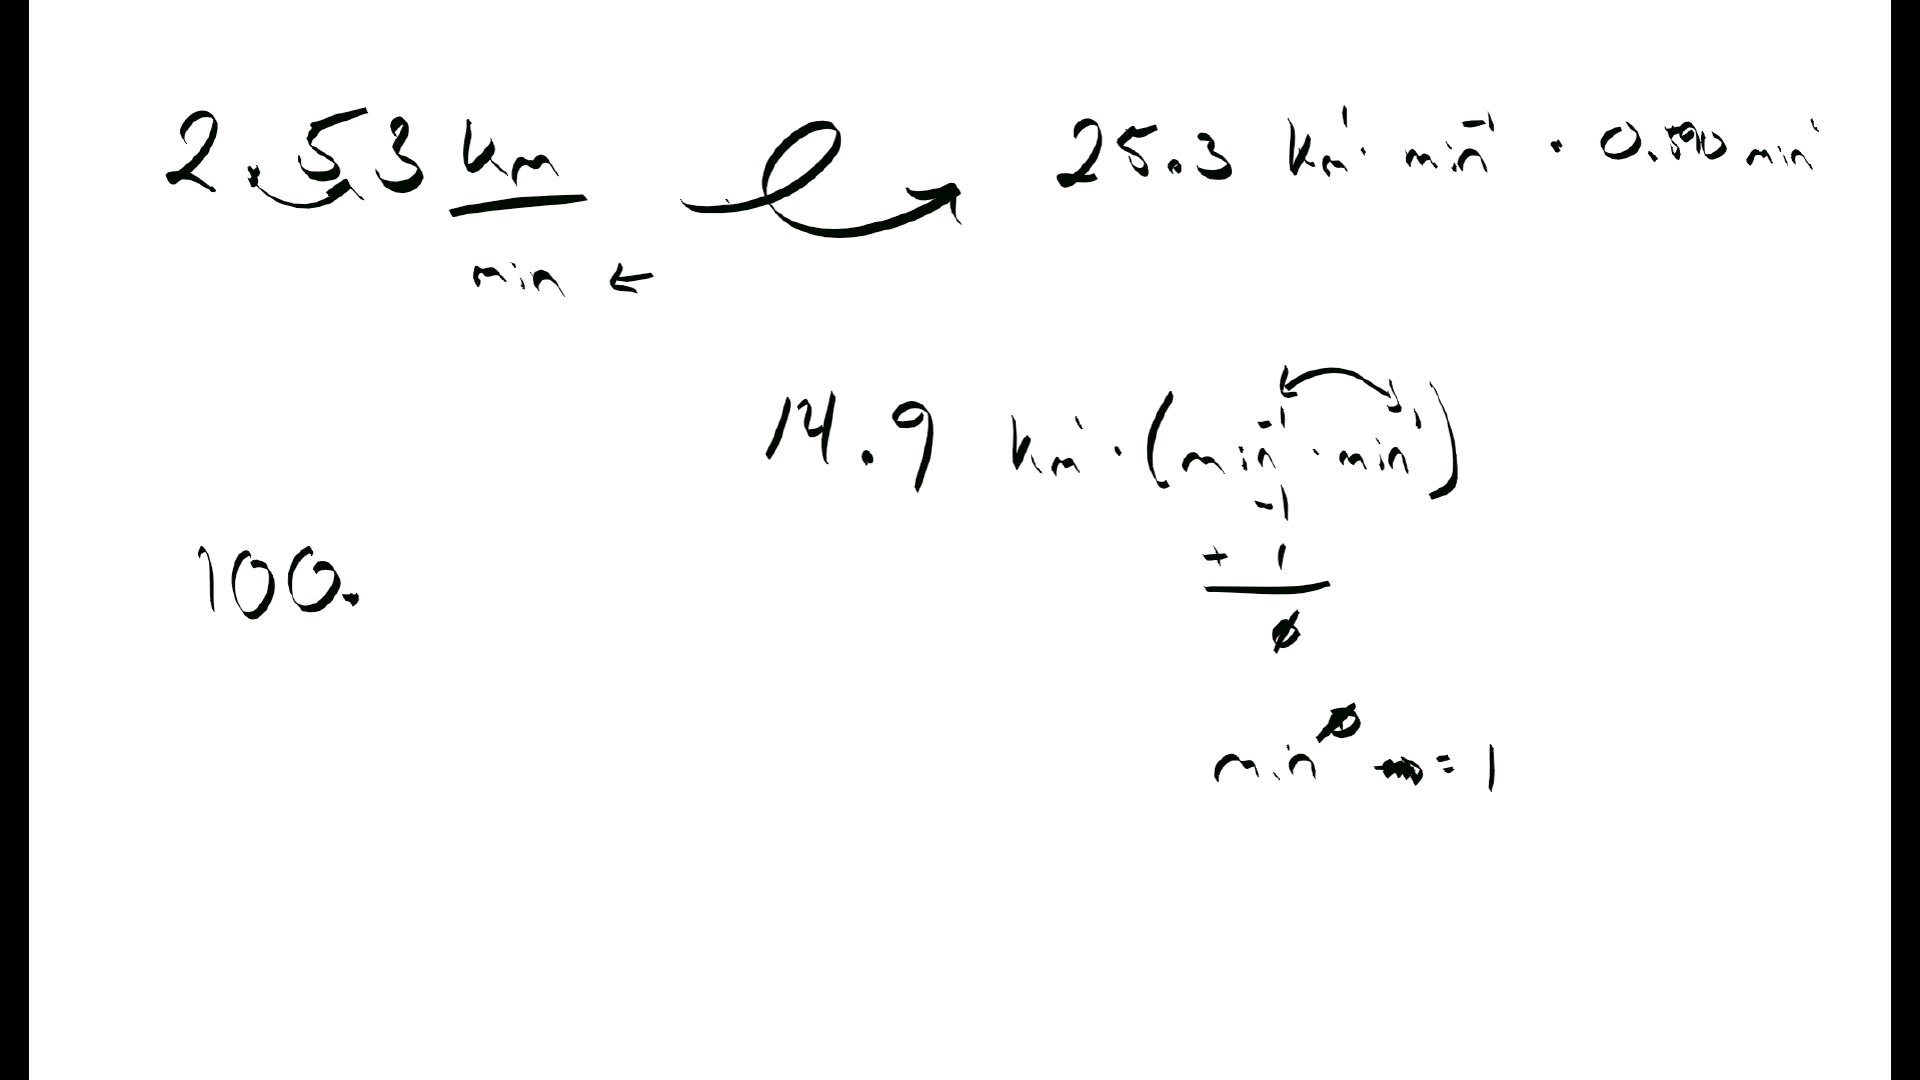 2.53 km/min ← → 25.3 km¹ · min⁻¹ · 0.590 min¹
14.9 km¹ · (min⁻¹ · min¹)
-1
100. + 1
0
min⁰ = 1